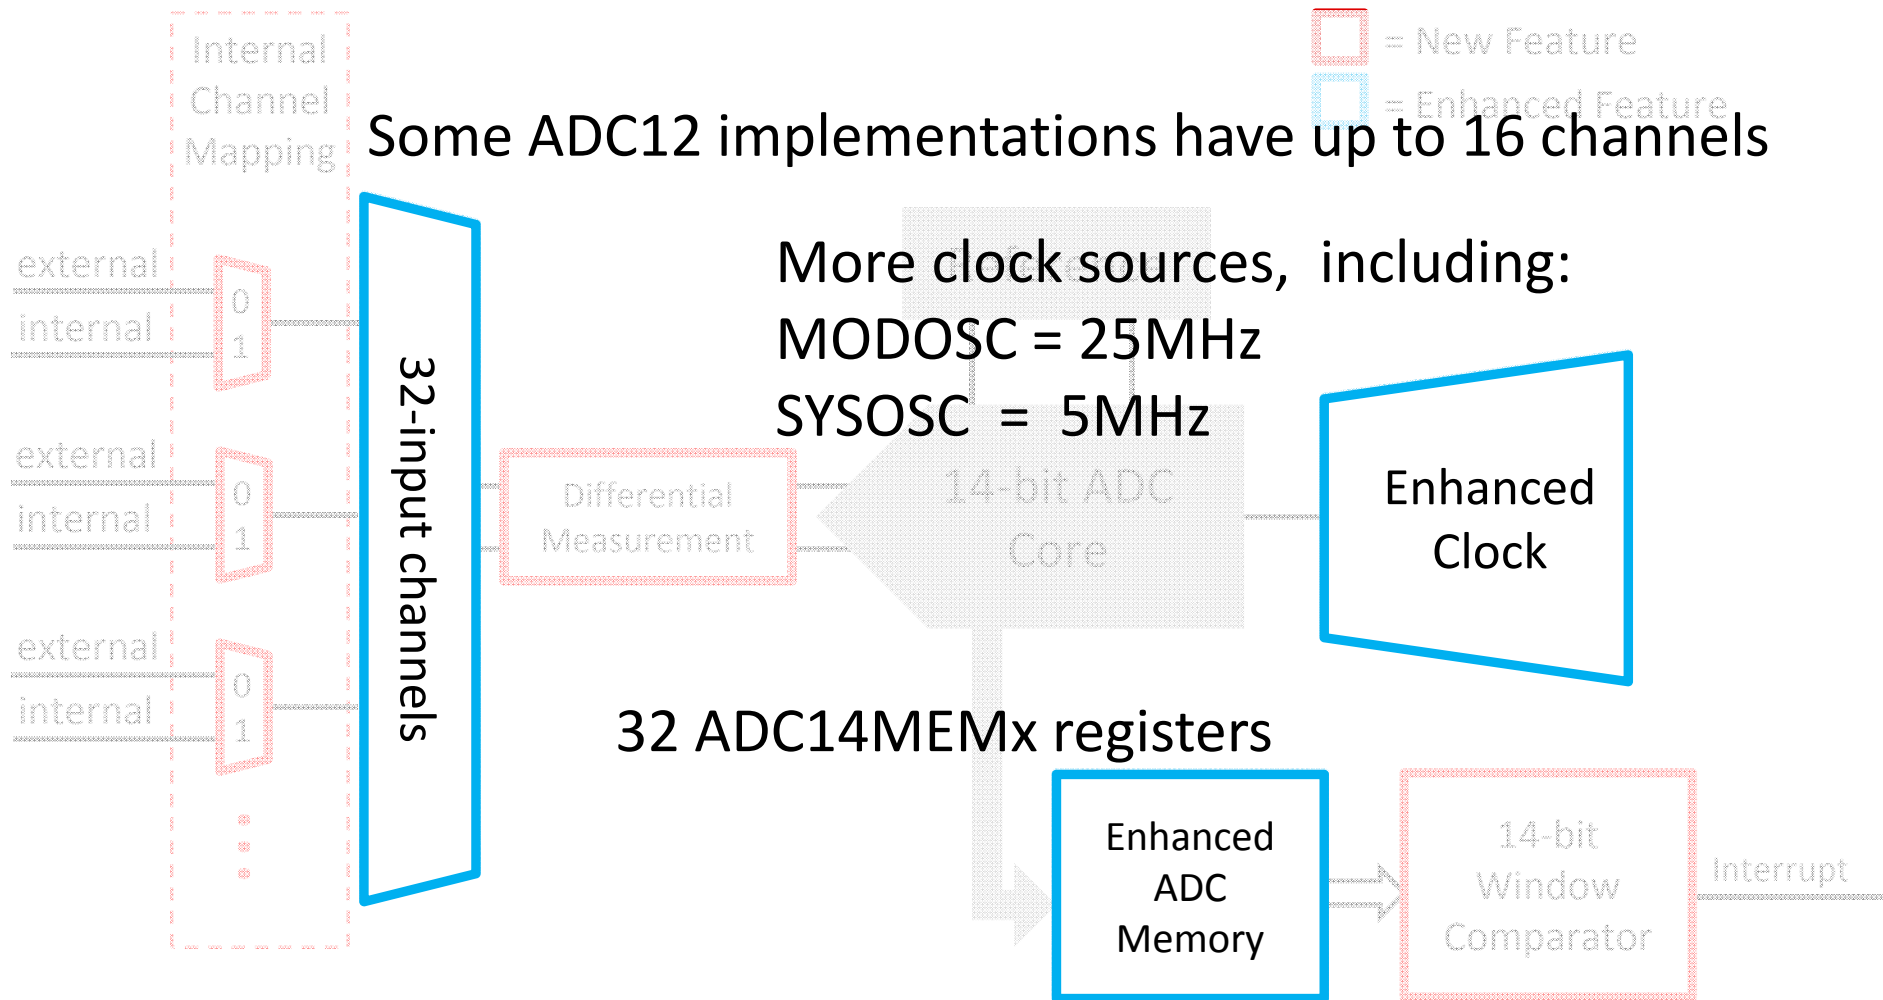 Internal
Channel
Mapping
= New Feature
= Enhanced Feature
Some ADC12 implementations have up to 16 channels
More clock sources,  including:
MODOSC = 25MHz
SYSOSC  =  5MHz
external
0
internal
1
external
0
internal
1
external
0
internal
1
32-input channels
Differential
Measurement
14-bit ADC
Core
Enhanced
Clock
32 ADC14MEMx registers
Enhanced
ADC
Memory
14-bit
Window
Comparator
Interrupt